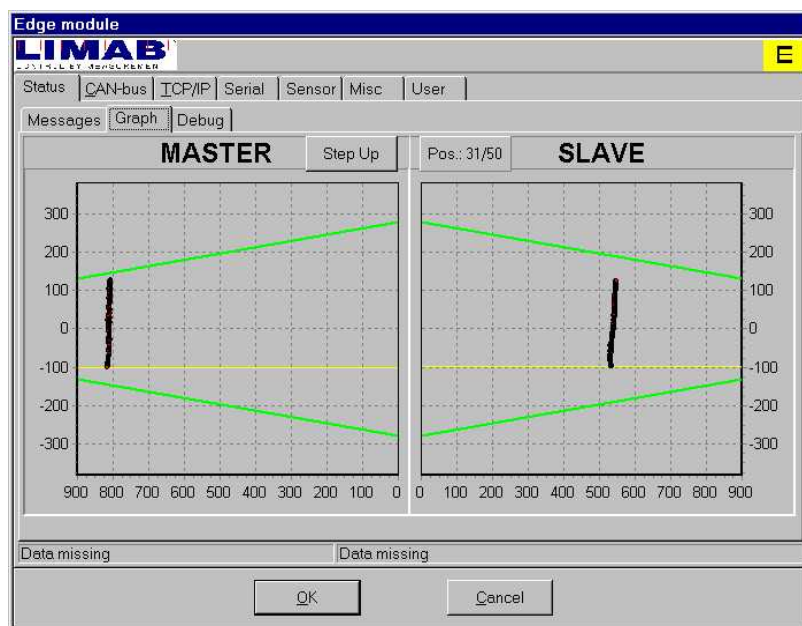 Edge module
LIMAB
CONTROL BY MEASUREMENT
E
Status CAN-bus TCP/IP Serial Sensor Misc User
Messages Graph Debug
MASTER Step Up Pos.: 31/50 SLAVE
300 300
200 200
100 100
0 0
-100 -100
-200 -200
-300 -300
900 800 700 600 500 400 300 200 100 0 0 100 200 300 400 500 600 700 800 900
Data missing Data missing
OK Cancel